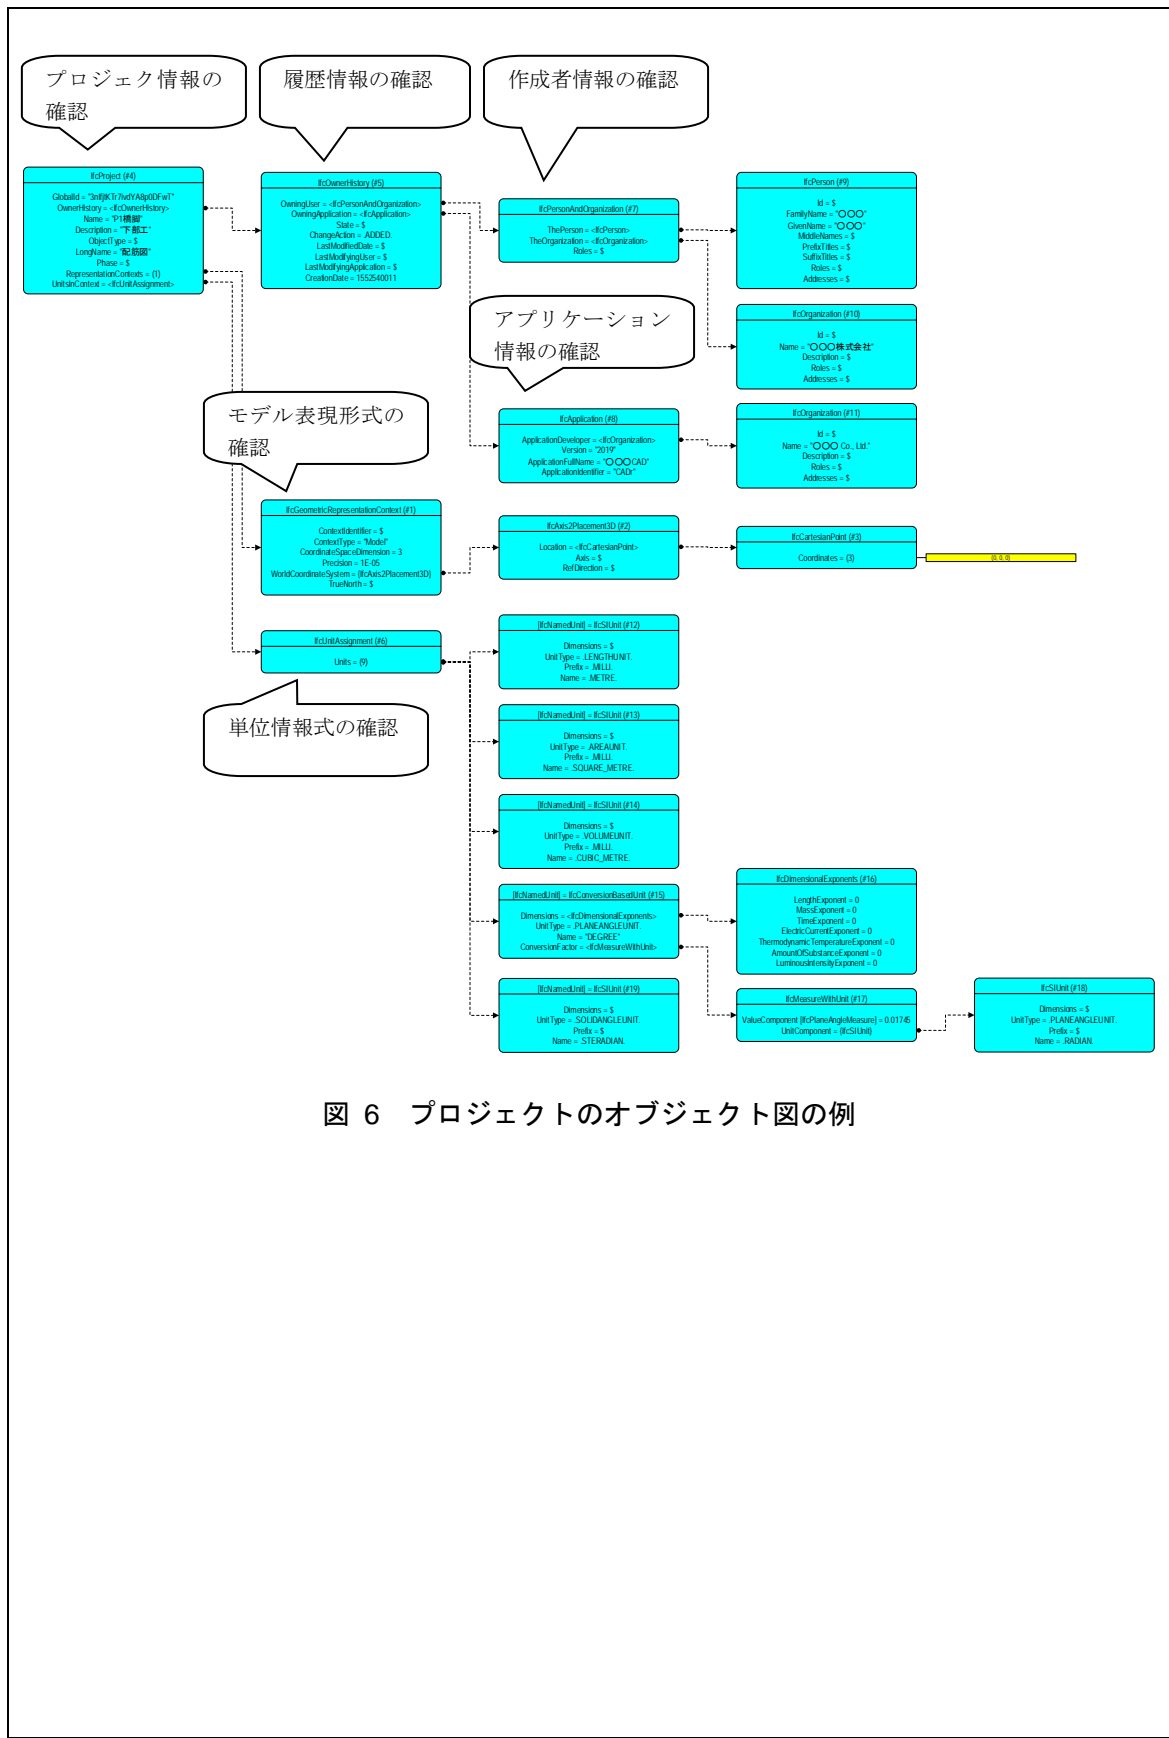 プロジェク情報の
確認
履歴情報の確認
作成者情報の確認
IfcProject (#4)
GlobalId = "3nIfjtKTr7ivdYA8p0DFwT"
OwnerHistory = <IfcOwnerHistory>
Name = "P1橋脚"
Description = "下部工"
ObjectType = $
LongName = "配筋図"
Phase = $
RepresentationContexts = (1)
UnitsInContext = <IfcUnitAssignment>
IfcOwnerHistory (#5)
OwningUser = <IfcPersonAndOrganization>
OwningApplication = <IfcApplication>
State = $
ChangeAction = .ADDED.
LastModifiedDate = $
LastModifyingUser = $
LastModifyingApplication = $
CreationDate = 1552540011
IfcPersonAndOrganization (#7)
ThePerson = <IfcPerson>
TheOrganization = <IfcOrganization>
Roles = $
IfcPerson (#9)
Id = $
FamilyName = "〇〇〇"
GivenName = "〇〇〇"
MiddleNames = $
PrefixTitles = $
SuffixTitles = $
Roles = $
Addresses = $
IfcOrganization (#10)
Id = $
Name = "〇〇〇株式会社"
Description = $
Roles = $
Addresses = $
アプリケーション
情報の確認
IfcApplication (#8)
ApplicationDeveloper = <IfcOrganization>
Version = "2019"
ApplicationFullName = "〇〇〇CAD"
ApplicationIdentifier = "CADr"
IfcOrganization (#11)
Id = $
Name = "〇〇〇 Co., Ltd."
Description = $
Roles = $
Addresses = $
モデル表現形式の
確認
IfcGeometricRepresentationContext (#1)
ContextIdentifier = $
ContextType = "Model"
CoordinateSpaceDimension = 3
Precision = 1E-05
WorldCoordinateSystem = {IfcAxis2Placement3D}
TrueNorth = $
IfcAxis2Placement3D (#2)
Location = <IfcCartesianPoint>
Axis = $
RefDirection = $
IfcCartesianPoint (#3)
Coordinates = (3)
(0, 0, 0)
IfcUnitAssignment (#6)
Units = (9)
単位情報式の確認
[IfcNamedUnit] = IfcSIUnit (#12)
Dimensions = $
UnitType = .LENGTHUNIT.
Prefix = .MILLI.
Name = .METRE.
[IfcNamedUnit] = IfcSIUnit (#13)
Dimensions = $
UnitType = .AREAUNIT.
Prefix = .MILLI.
Name = .SQUARE_METRE.
[IfcNamedUnit] = IfcSIUnit (#14)
Dimensions = $
UnitType = .VOLUMEUNIT.
Prefix = .MILLI.
Name = .CUBIC_METRE.
[IfcNamedUnit] = IfcConversionBasedUnit (#15)
Dimensions = <IfcDimensionalExponents>
UnitType = .PLANEANGLEUNIT.
Name = "DEGREE"
ConversionFactor = <IfcMeasureWithUnit>
IfcDimensionalExponents (#16)
LengthExponent = 0
MassExponent = 0
TimeExponent = 0
ElectricCurrentExponent = 0
ThermodynamicTemperatureExponent = 0
AmountOfSubstanceExponent = 0
LuminousIntensityExponent = 0
[IfcNamedUnit] = IfcSIUnit (#19)
Dimensions = $
UnitType = .SOLIDANGLEUNIT.
Prefix = $
Name = .STERADIAN.
IfcMeasureWithUnit (#17)
ValueComponent [IfcPlaneAngleMeasure] = 0.01745
UnitComponent = {IfcSIUnit}
IfcSIUnit (#18)
Dimensions = $
UnitType = .PLANEANGLEUNIT.
Prefix = $
Name = .RADIAN.
図 6 プロジェクトのオブジェクト図の例